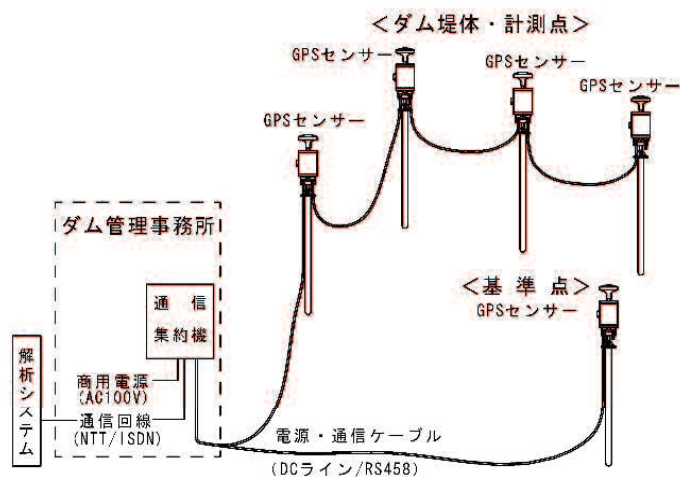 ＜ダム堤体・計測点＞
GPSセンサー
GPSセンサー
GPSセンサー
GPSセンサー
ダム管理事務所
通信
集約機
＜基準点＞
GPSセンサー
解析システム
商用電源
(AC100V)
通信回線
(NTT/ISDN)
電源・通信ケーブル
(DCライン/RS458)